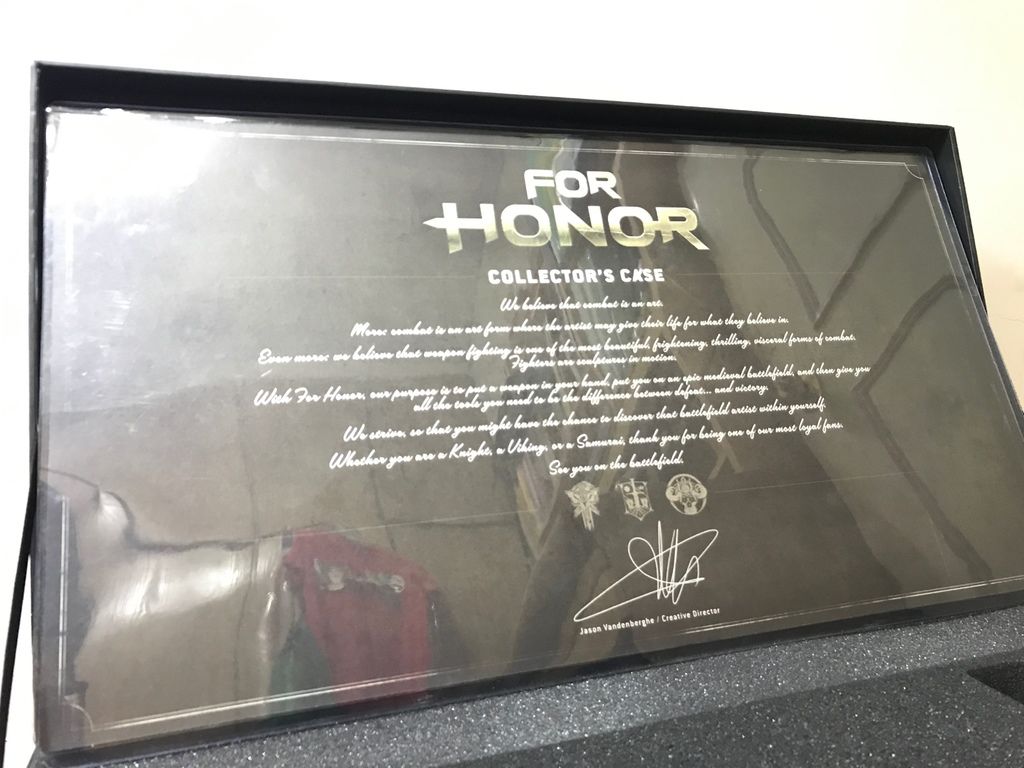 FOR
HONOR
COLLECTOR'S CASE
We believe that combat is an art.
More: combat is an art form where the artist may give their life for what they believe in.
Even more: we believe that weapon fighting is one of the most beautiful, frightening, thrilling, visceral forms of combat.
Fighters are sculptures in motion.
With For Honor, our purpose is to put a weapon in your hand, put you on an epic medieval battlefield, and then give you
all the tools you need to be the difference between defeat... and victory.
We strive, so that you might have the chance to discover that battlefield artist within yourself.
Whether you are a Knight, a Viking, or a Samurai, thank you for being one of our most loyal fans.
See you on the battlefield.
Jason Vandenberghe / Creative Director